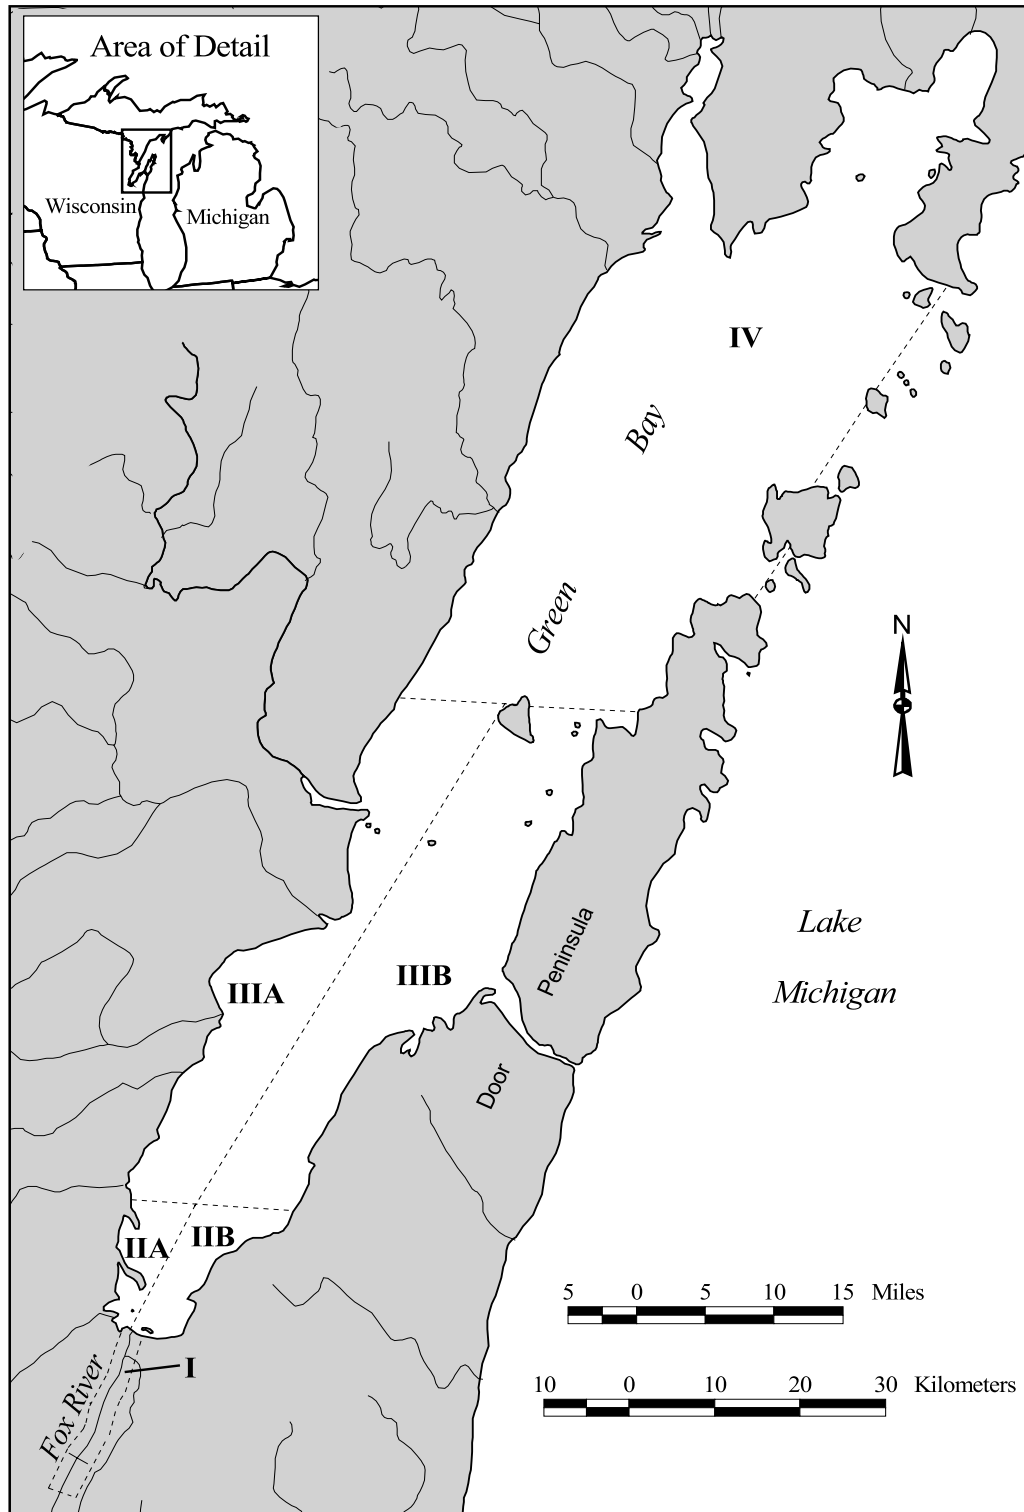 Area of Detail
Wisconsin
Michigan
IV
Bay
Green
N
Lake
Michigan
Peninsula
IIIB
IIIA
Door
IIB
IIA
5 0 5 10 15 Miles
I
10 0 10 20 30 Kilometers
Fox River